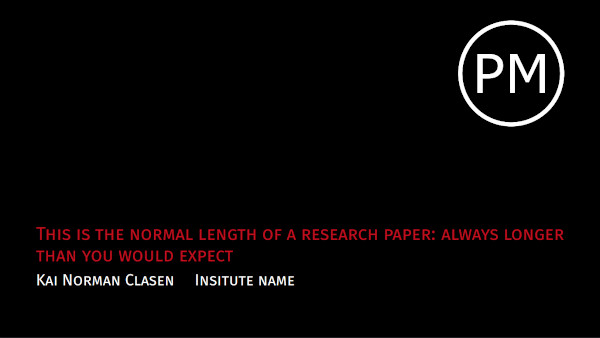 PM
This is the normal length of a research paper: always longer
than you would expect
Kai Norman Clasen Insitute name